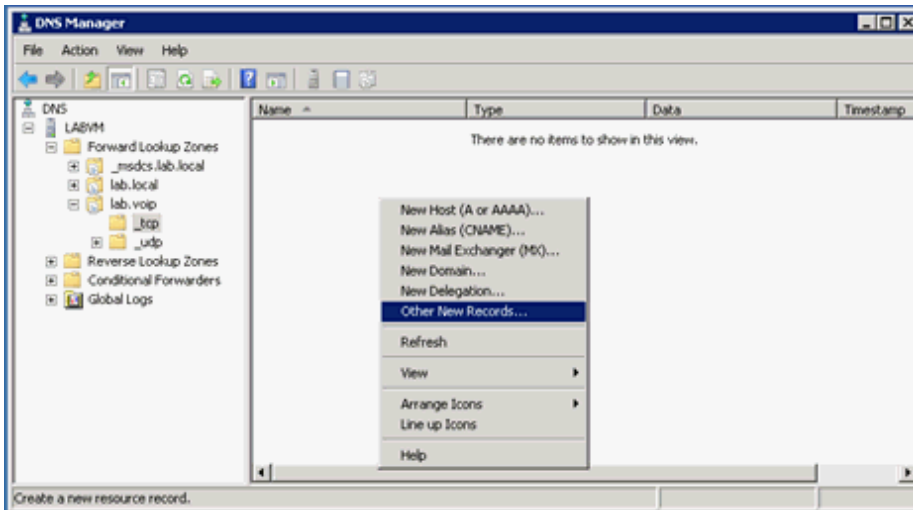 DNS Manager
File Action View Help
DNS
LABVM
Forward Lookup Zones
_msdcs.lab.local
lab.local
lab.voip
_tcp
_udp
Reverse Lookup Zones
Conditional Forwarders
Global Logs
Name Type Data Timestamp
There are no items to show in this view.
New Host (A or AAAA)...
New Alias (CNAME)...
New Mail Exchanger (MX)...
New Domain...
New Delegation...
Other New Records...
Refresh
View
Arrange Icons
Line up Icons
Help
Create a new resource record.